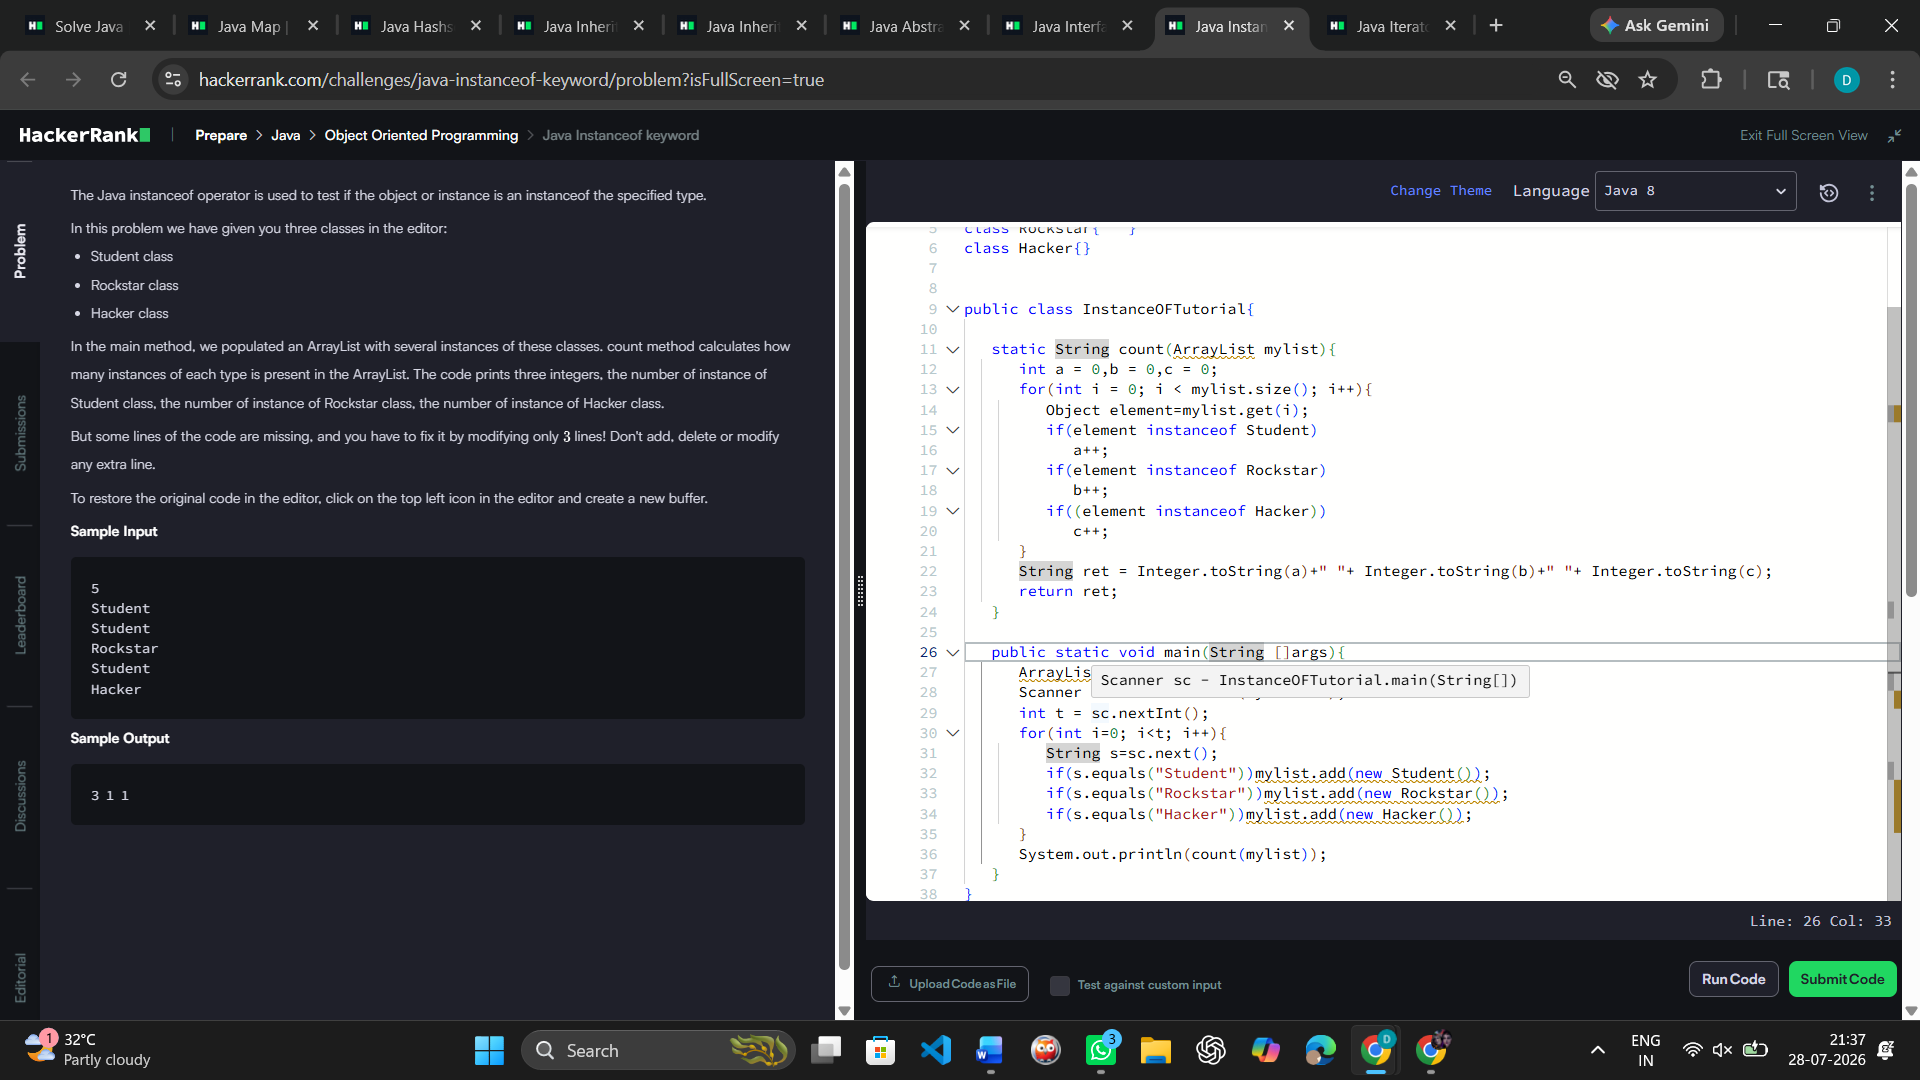 Solve Java
Java Map |
Java Hashs
Java Inheri
Java Inheri
Java Abstra
Java Interfa
Java Instan
Java Iterato
Ask Gemini
hackerrank.com/challenges/java-instanceof-keyword/problem?isFullScreen=true
D
HackerRank
Prepare > Java > Object Oriented Programming > Java Instanceof keyword
Exit Full Screen View
Problem
Submissions
Leaderboard
Discussions
Editorial
The Java instanceof operator is used to test if the object or instance is an instanceof the specified type.
In this problem we have given you three classes in the editor:
• Student class
• Rockstar class
• Hacker class
In the main method, we populated an ArrayList with several instances of these classes. count method calculates how
many instances of each type is present in the ArrayList. The code prints three integers, the number of instance of
Student class, the number of instance of Rockstar class, the number of instance of Hacker class.
But some lines of the code are missing, and you have to fix it by modifying only 3 lines! Don't add, delete or modify
any extra line.
To restore the original code in the editor, click on the top left icon in the editor and create a new buffer.
Sample Input
5
Student
Student
Rockstar
Student
Hacker
Sample Output
3 1 1
Change Theme
Language
Java 8
5 class Rockstar{ }
6 class Hacker{}
7
8
9 public class InstanceOFTutorial{
10
11 static String count(ArrayList mylist){
12 int a = 0,b = 0,c = 0;
13 for(int i = 0; i < mylist.size(); i++){
14 Object element=mylist.get(i);
15 if(element instanceof Student)
16 a++;
17 if(element instanceof Rockstar)
18 b++;
19 if((element instanceof Hacker))
20 c++;
21 }
22 String ret = Integer.toString(a)+" "+ Integer.toString(b)+" "+ Integer.toString(c);
23 return ret;
24 }
25
26 public static void main(String []args){
27 ArrayLis
Scanner sc - InstanceOFTutorial.main(String[])
28 Scanner
29 int t = sc.nextInt();
30 for(int i=0; i<t; i++){
31 String s=sc.next();
32 if(s.equals("Student"))mylist.add(new Student());
33 if(s.equals("Rockstar"))mylist.add(new Rockstar());
34 if(s.equals("Hacker"))mylist.add(new Hacker());
35 }
36 System.out.println(count(mylist));
37 }
38 }
Line: 26 Col: 33
Upload Code as File
Test against custom input
Run Code
Submit Code
1
32°C
Partly cloudy
Search
3
D
ENG
IN
21:37
28-07-2026